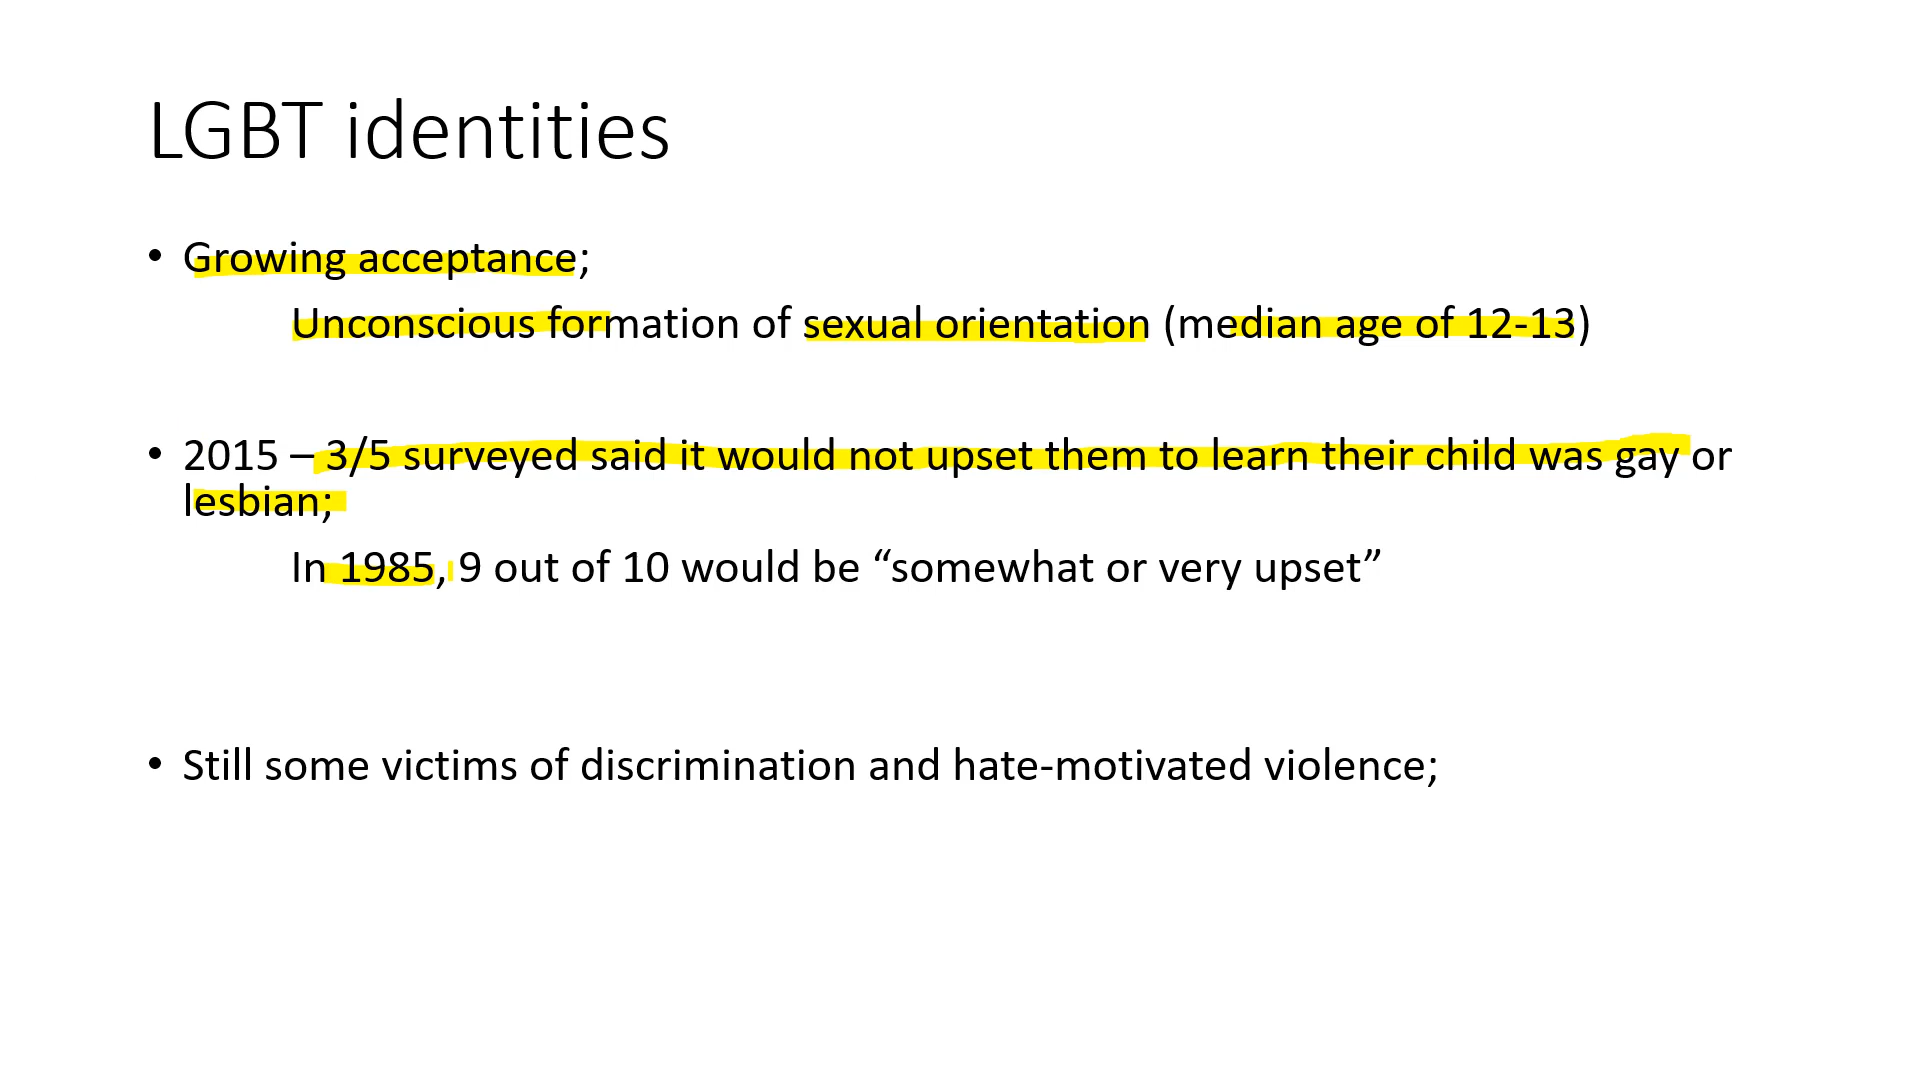 LGBT identities
• Growing acceptance;
Unconscious formation of sexual orientation (median age of 12-13)
• 2015 – 3/5 surveyed said it would not upset them to learn their child was gay or
lesbian;
In 1985, 9 out of 10 would be “somewhat or very upset”
• Still some victims of discrimination and hate-motivated violence;